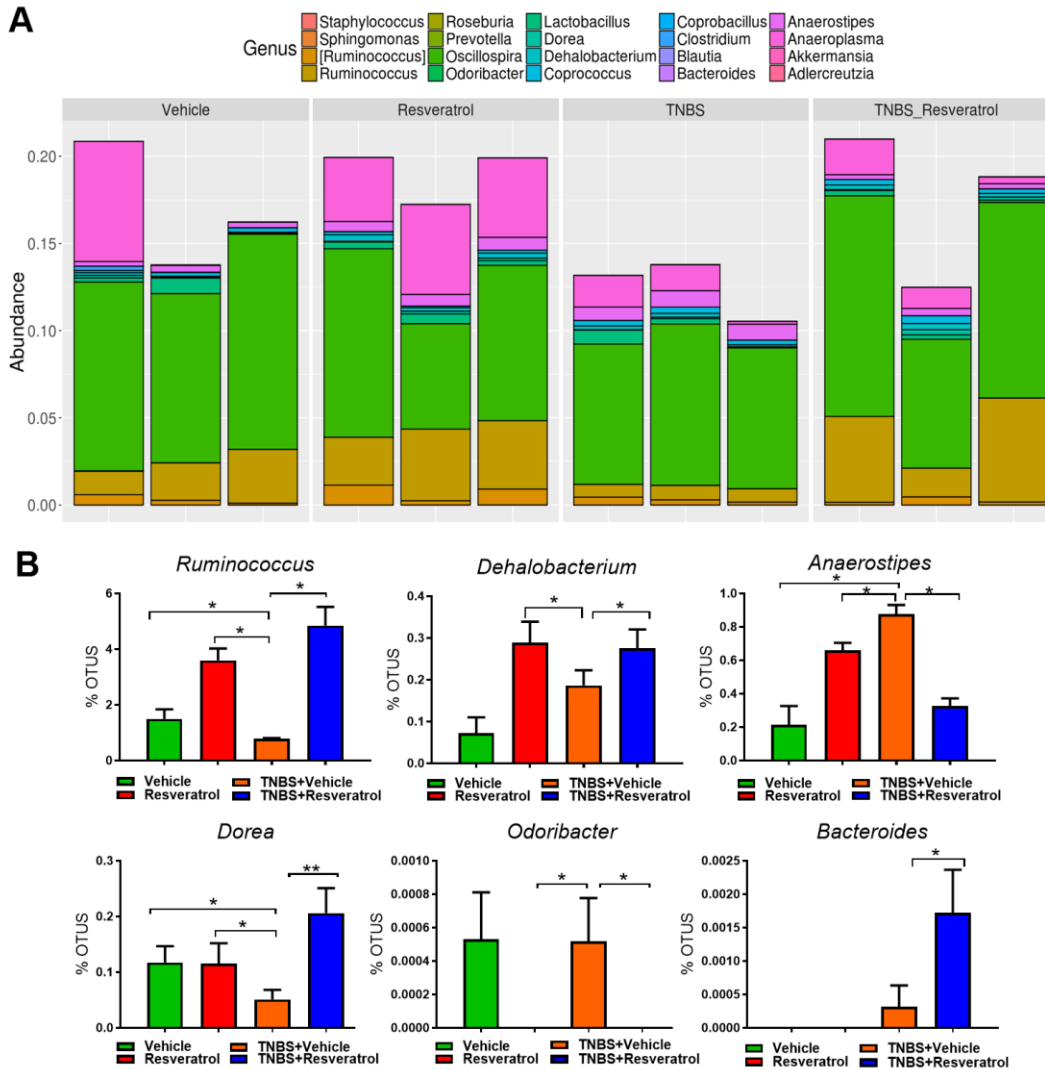 A
Genus
Staphylococcus Roseburia Lactobacillus Coprobacillus Anaerostipes
Sphingomonas Prevotella Dorea Clostridium Anaeroplasma
[Ruminococcus] Oscillospira Dehalobacterium Blautia Akkermansia
Ruminococcus Odoribacter Coprococcus Bacteroides Adlercreutzia
Vehicle Resveratrol TNBS TNBS_Resveratrol
Abundance
0.20
0.15
0.10
0.05
0.00
B
Ruminococcus
% OTUS
6
4
2
0
* * *
Vehicle TNBS+Vehicle
Resveratrol TNBS+Resveratrol
Dehalobacterium
% OTUS
0.4
0.3
0.2
0.1
0.0
* *
Vehicle TNBS+Vehicle
Resveratrol TNBS+Resveratrol
Anaerostipes
% OTUS
1.0
0.8
0.6
0.4
0.2
0.0
* * *
Vehicle TNBS+Vehicle
Resveratrol TNBS+Resveratrol
Dorea
% OTUS
0.3
0.2
0.1
0.0
* * **
Vehicle TNBS+Vehicle
Resveratrol TNBS+Resveratrol
Odoribacter
% OTUS
0.0010
0.0008
0.0006
0.0004
0.0002
0.0000
* *
Vehicle TNBS+Vehicle
Resveratrol TNBS+Resveratrol
Bacteroides
% OTUS
0.0025
0.0020
0.0015
0.0010
0.0005
0.0000
*
Vehicle TNBS+Vehicle
Resveratrol TNBS+Resveratrol